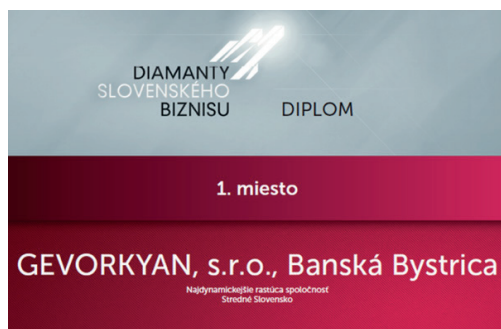 DIAMANTY
SLOVENSKÉHO
BIZNISU
DIPLOM
1. miesto
GEVORKYAN, s.r.o., Banská Bystrica
Najdynamickejšie rastúca spoločnosť
Stredné Slovensko